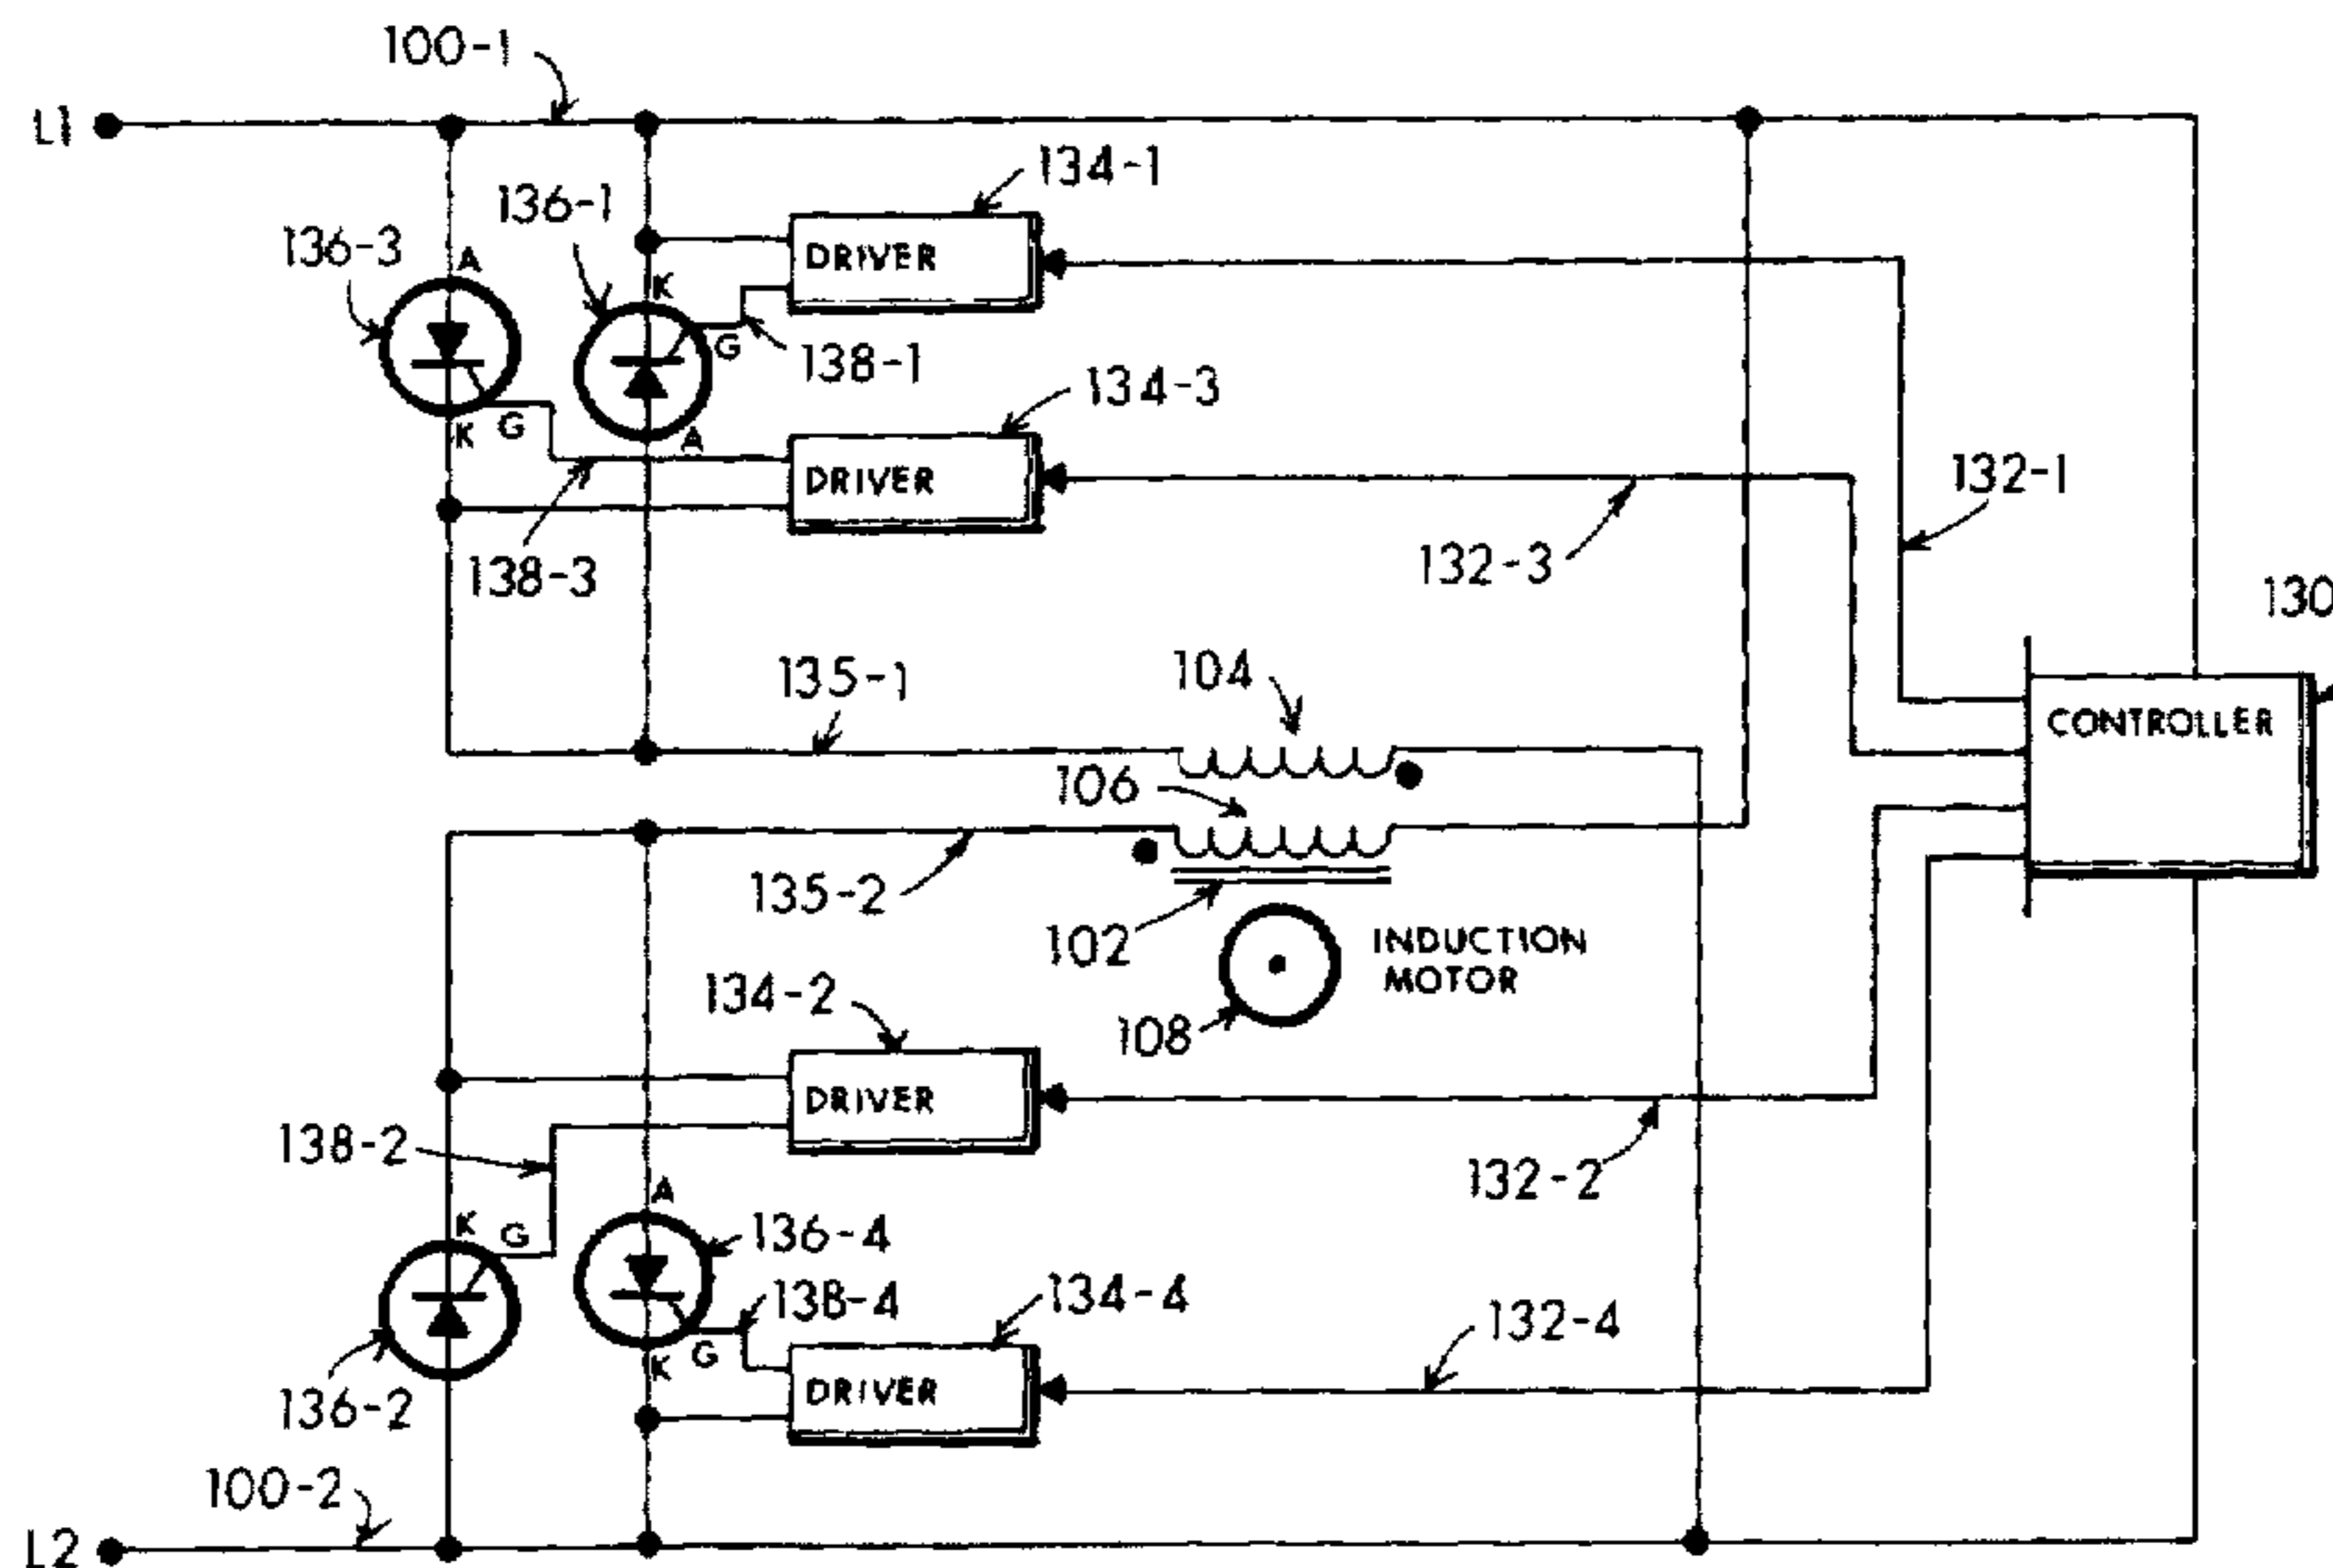 100-1
L1
134-1
136-1
136-3
A
DRIVER
K
G
138-1
134-3
K
G
A
DRIVER
132-1
138-3
132-3
130
135-1
104
CONTROLLER
106
135-2
102
INDUCTION
MOTOR
134-2
108
DRIVER
138-2
132-2
A
K
G
136-4
138-4
134-4
132-4
K
G
DRIVER
136-2
100-2
L2